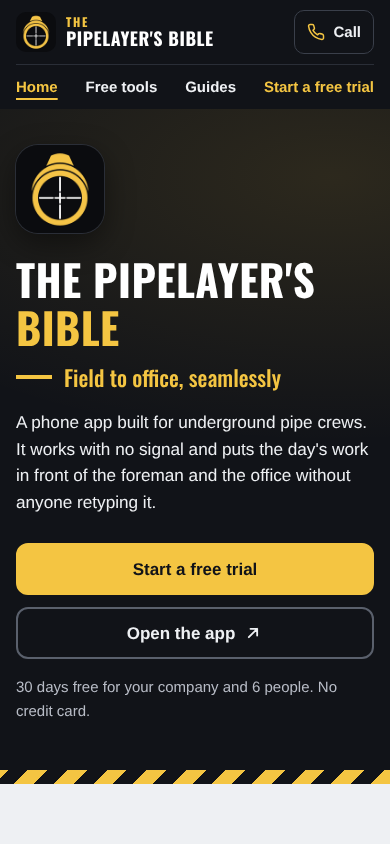 THE
PIPELAYER'S BIBLE
Call
Home
Free tools
Guides
Start a free trial
THE PIPELAYER'S
BIBLE
Field to office, seamlessly
A phone app built for underground pipe crews.
It works with no signal and puts the day's work
in front of the foreman and the office without
anyone retyping it.
Start a free trial
Open the app
30 days free for your company and 6 people. No
credit card.